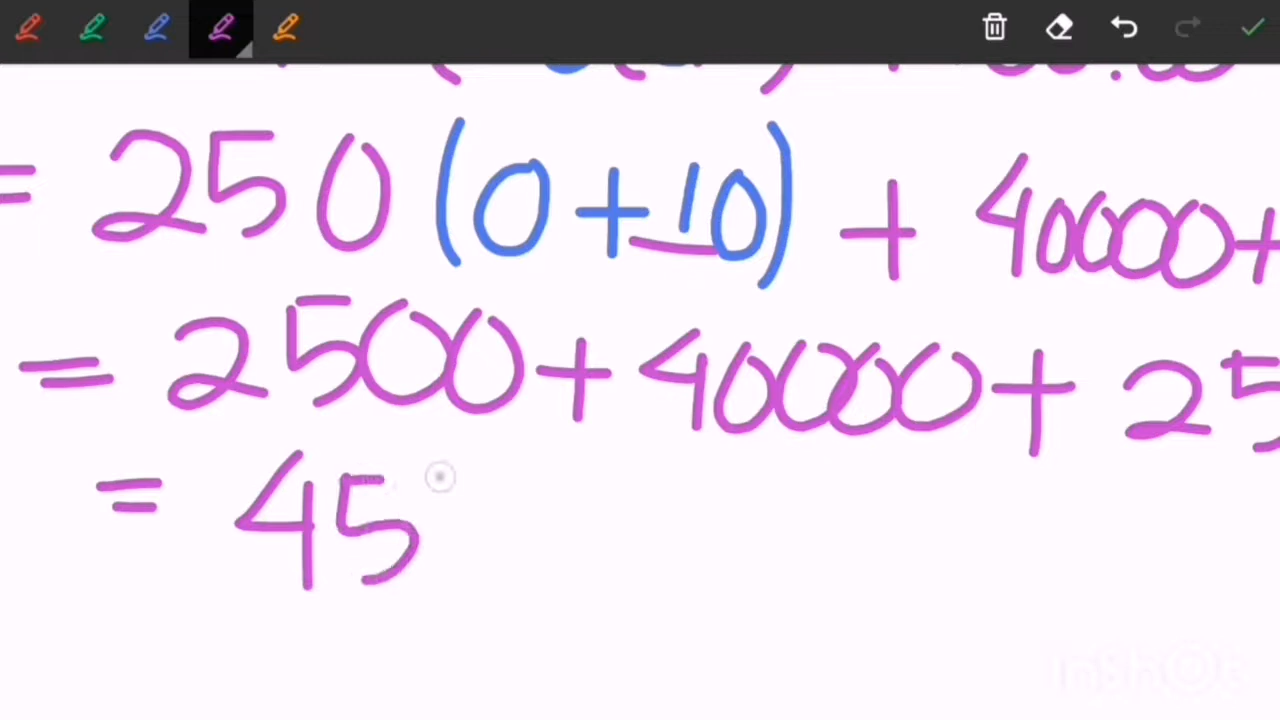 = 250 (0+10) + 40000+
= 2500 + 40000 + 25
= 45